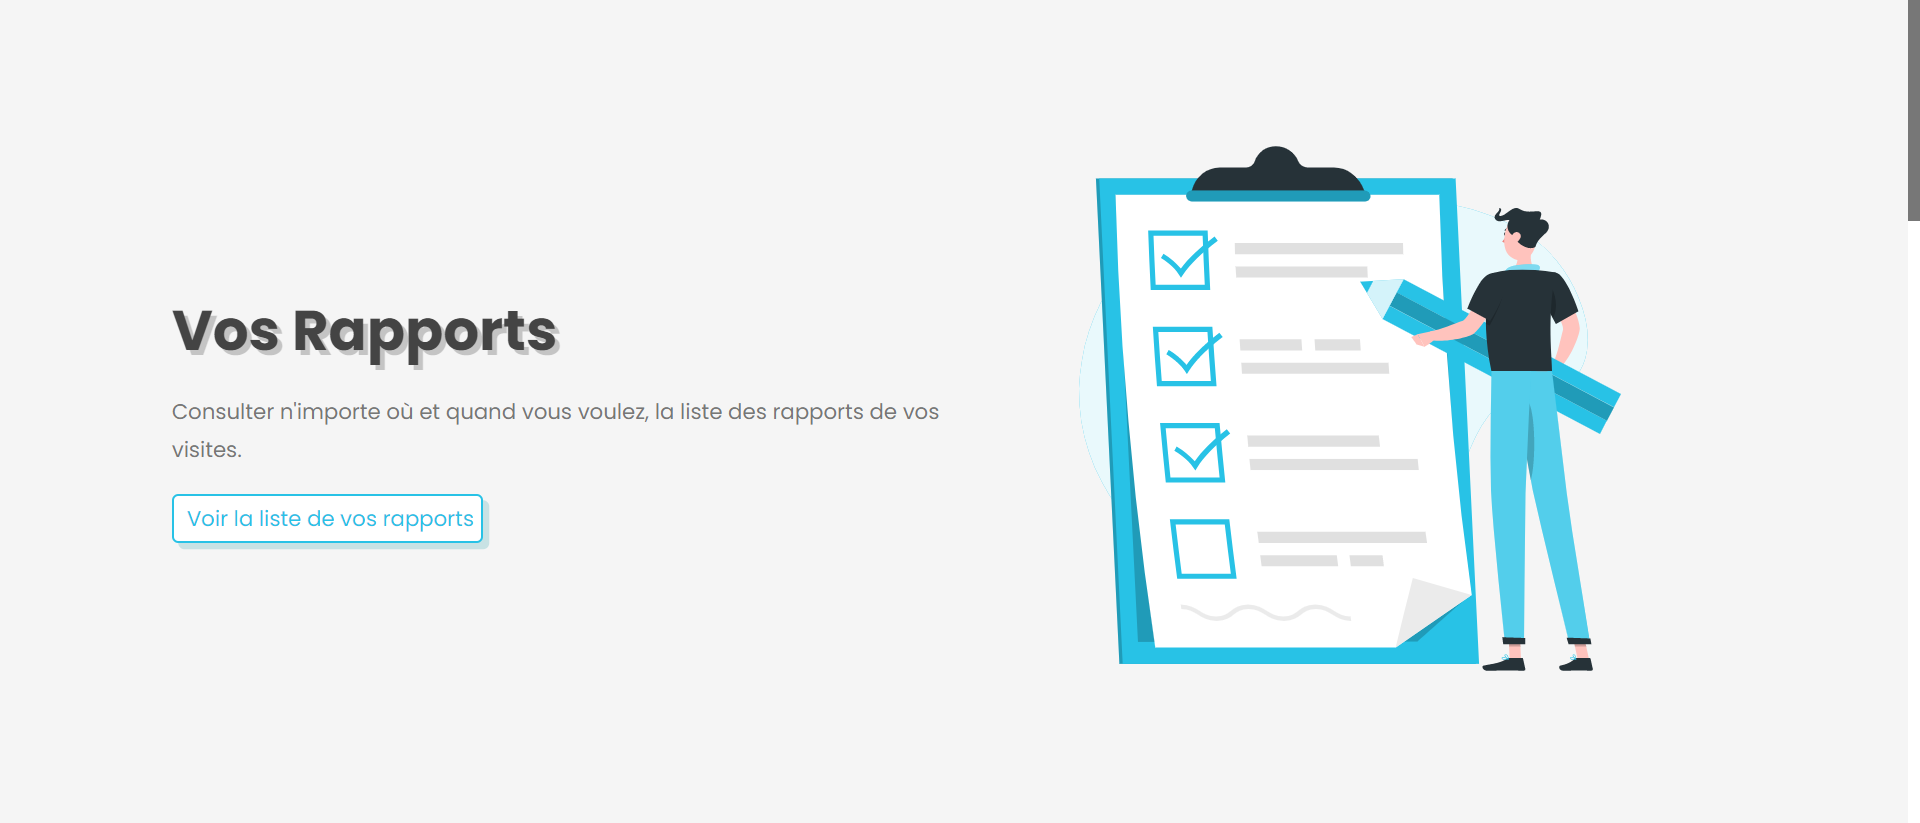 Vos Rapports
Consulter n'importe où et quand vous voulez, la liste des rapports de vos
visites.
Voir la liste de vos rapports